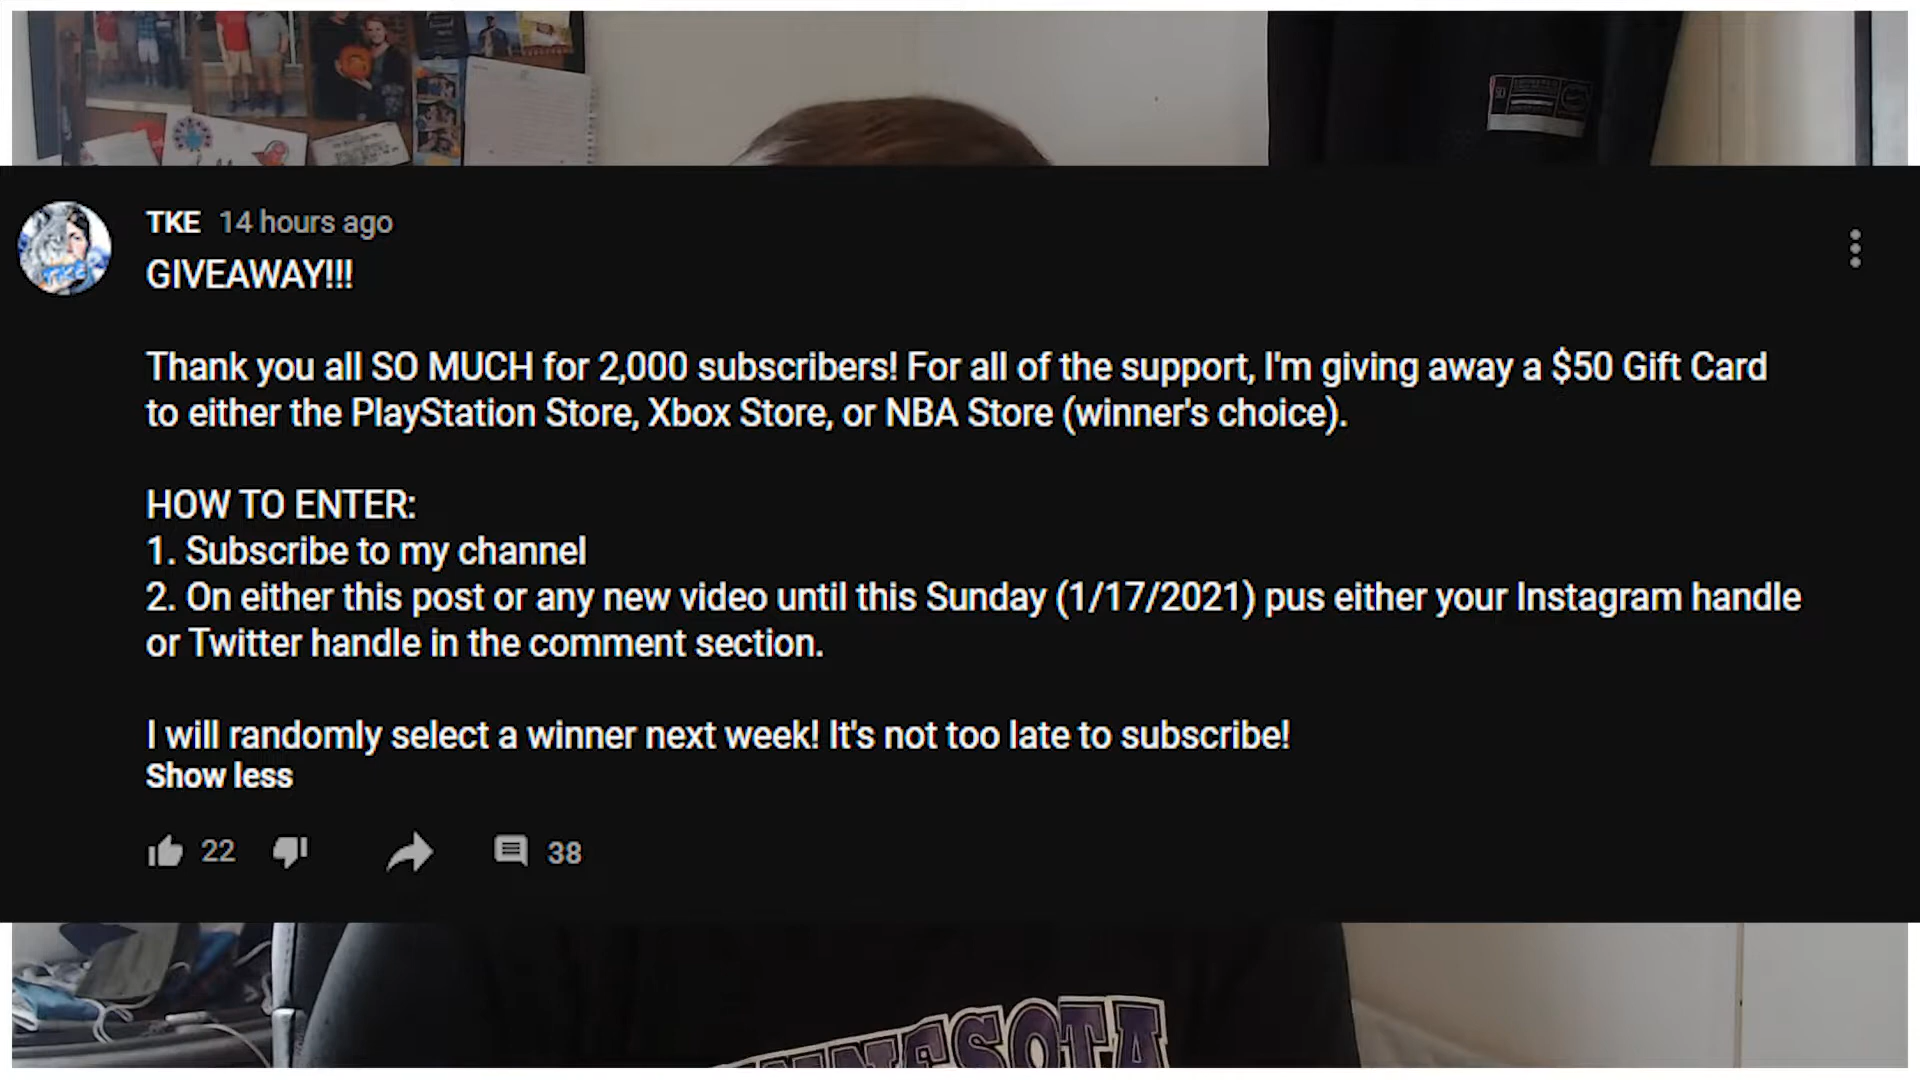 TKE 14 hours ago
GIVEAWAY!!!
Thank you all SO MUCH for 2,000 subscribers! For all of the support, I'm giving away a $50 Gift Card
to either the PlayStation Store, Xbox Store, or NBA Store (winner's choice).
HOW TO ENTER:
1. Subscribe to my channel
2. On either this post or any new video until this Sunday (1/17/2021) pus either your Instagram handle
or Twitter handle in the comment section.
I will randomly select a winner next week! It's not too late to subscribe!
Show less
22 38
TKE
MINNESOTA